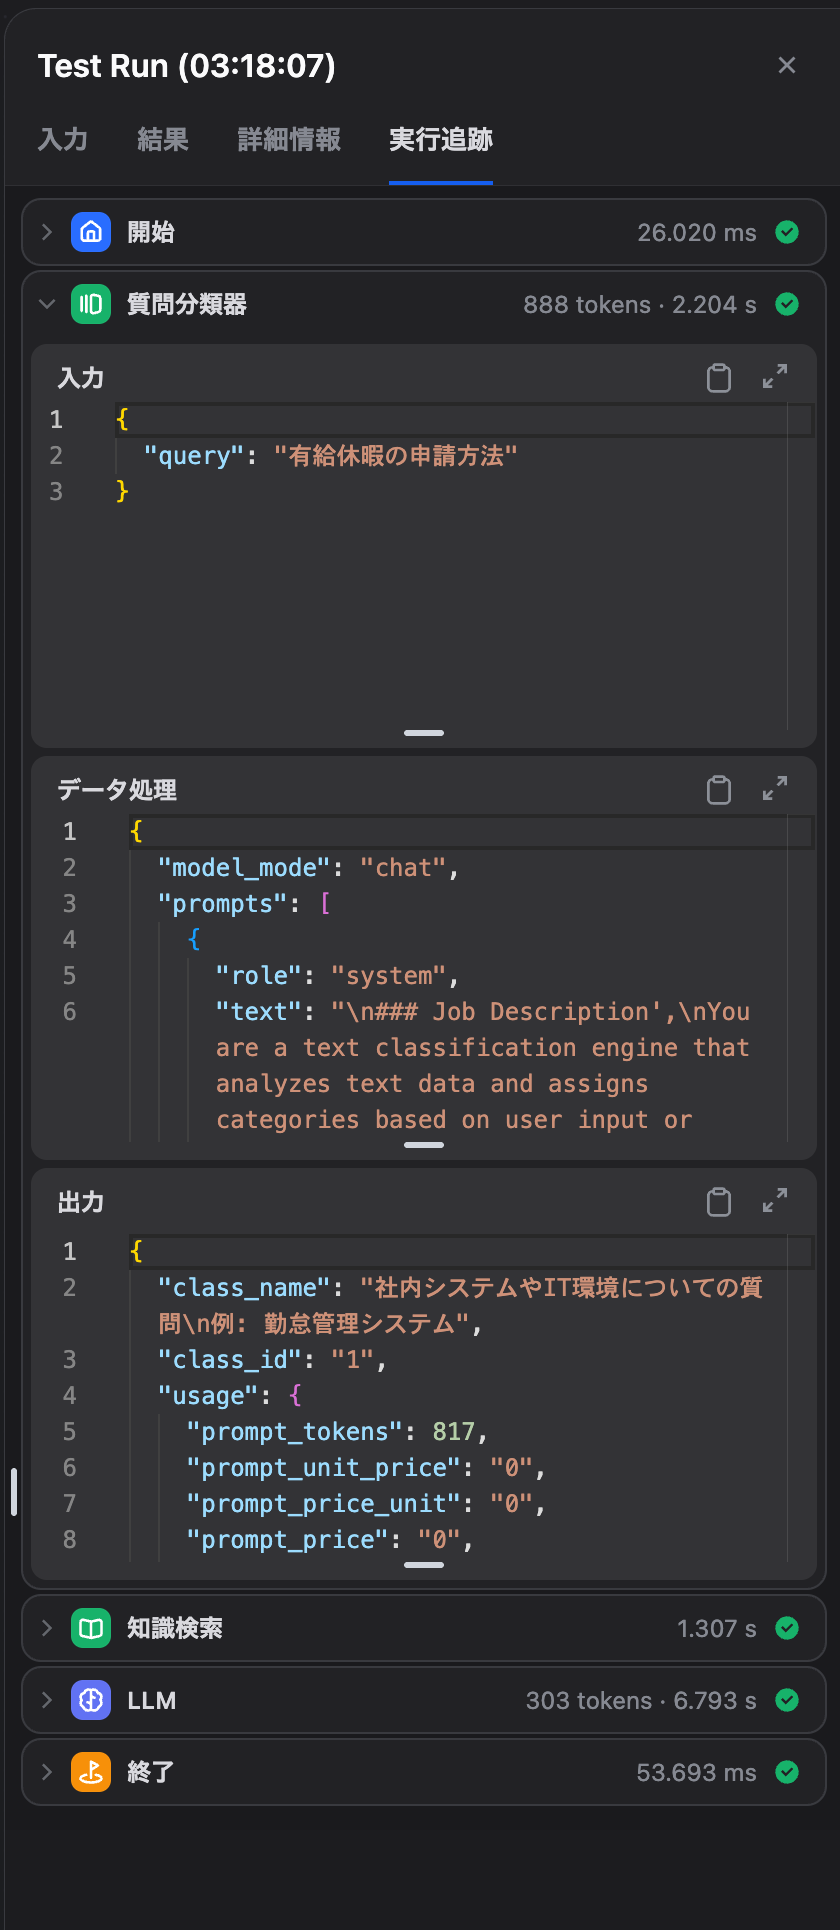 Test Run (03:18:07)
入力 結果 詳細情報 実行追跡
開始 26.020 ms
質問分類器 888 tokens · 2.204 s
入力
1 {
2 "query": "有給休暇の申請方法"
3 }
データ処理
1 {
2 "model_mode": "chat",
3 "prompts": [
4 {
5 "role": "system",
6 "text": "\n### Job Description',\nYou
are a text classification engine that
analyzes text data and assigns
categories based on user input or
出力
1 {
2 "class_name": "社内システムやIT環境についての質
問\n例: 勤怠管理システム",
3 "class_id": "1",
4 "usage": {
5 "prompt_tokens": 817,
6 "prompt_unit_price": "0",
7 "prompt_price_unit": "0",
8 "prompt_price": "0",
知識検索 1.307 s
LLM 303 tokens · 6.793 s
終了 53.693 ms